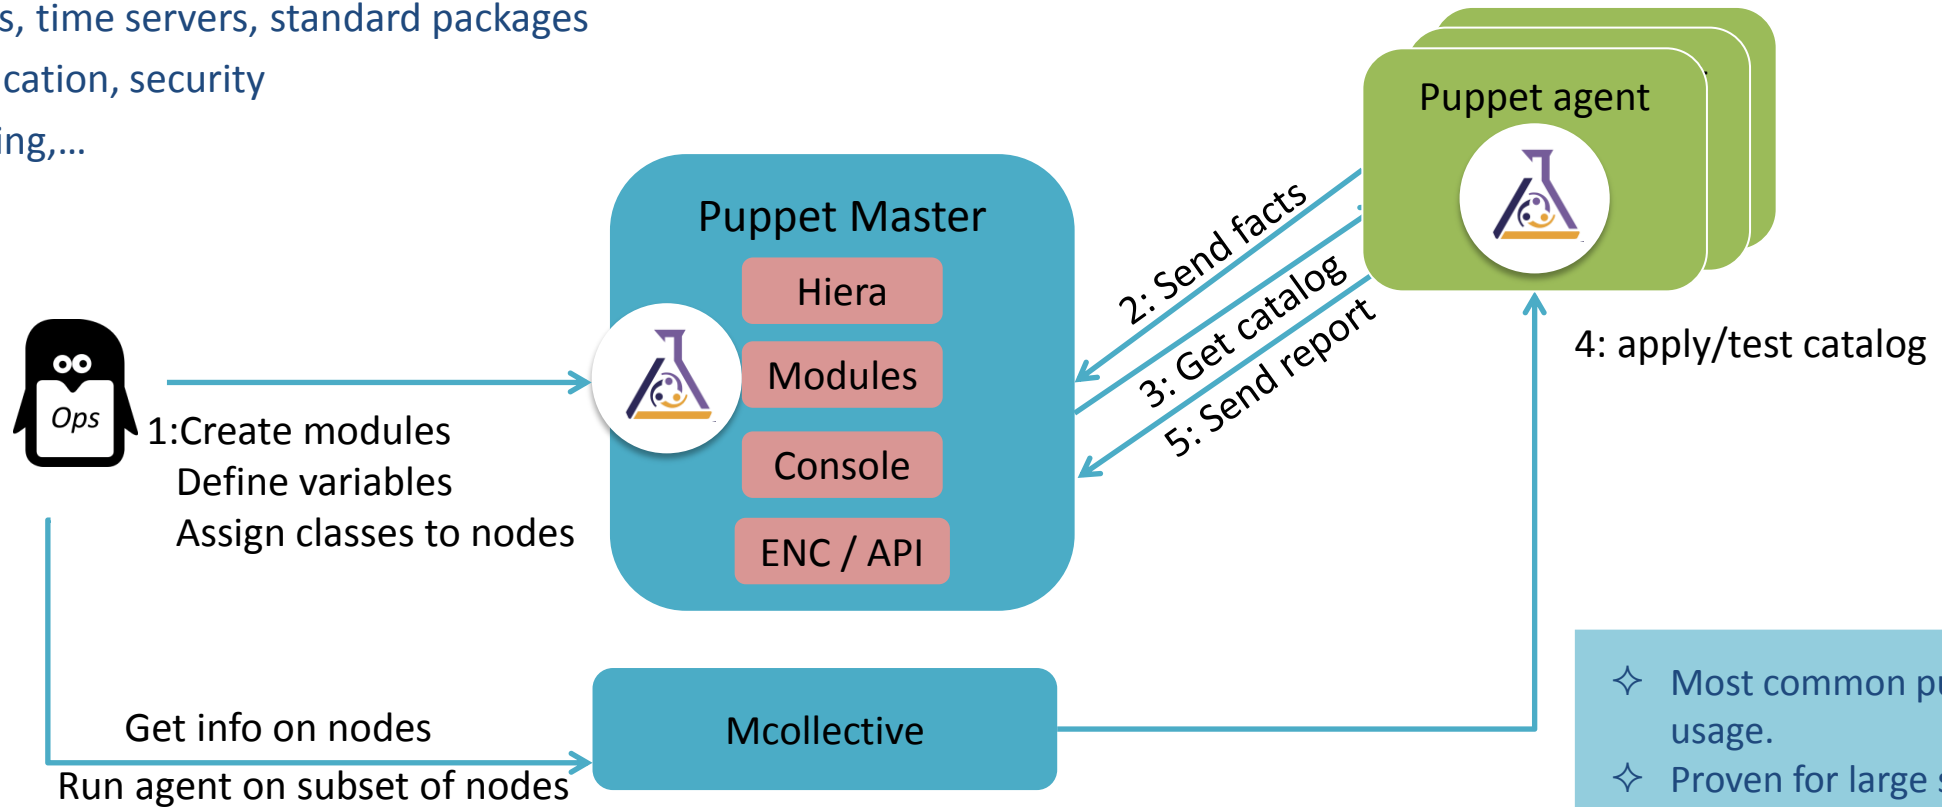 s, time servers, standard packages
cation, security
ing,...
Puppet agent
Puppet Master
Hiera
Modules
Console
ENC / API
2: Send facts
3: Get catalog
5: Send report
4: apply/test catalog
Ops
1:Create modules
Define variables
Assign classes to nodes
Get info on nodes
Run agent on subset of nodes
Mcollective
✧ Most common pu
usage.
✧ Proven for large s